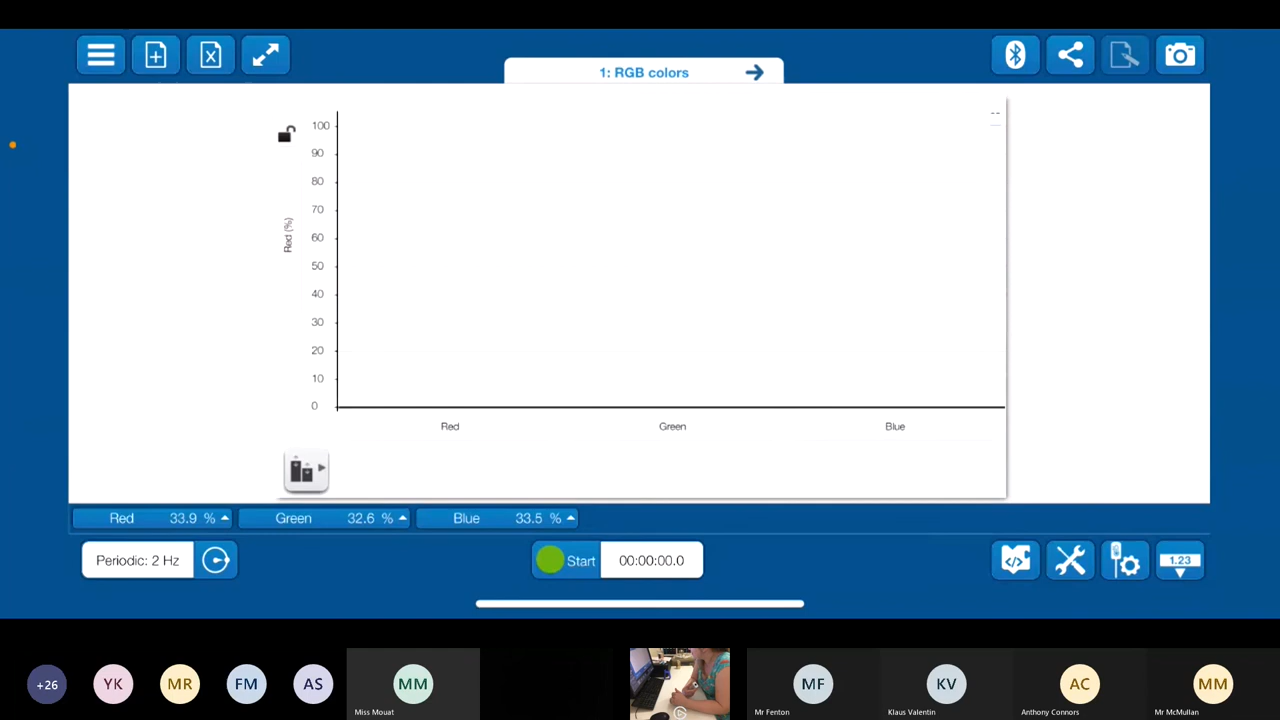 1: RGB colors
--
100
90
80
70
60
50
40
30
20
10
0
Red (%)
Red Green Blue
Red 33.9 % Green 32.6 % Blue 33.5 %
Periodic: 2 Hz
Start 00:00:00.0
1.23
+26 YK MR FM AS MM MF KV AC MM
Miss Mouat Mr Fenton Klaus Valentin Anthony Connors Mr McMullan